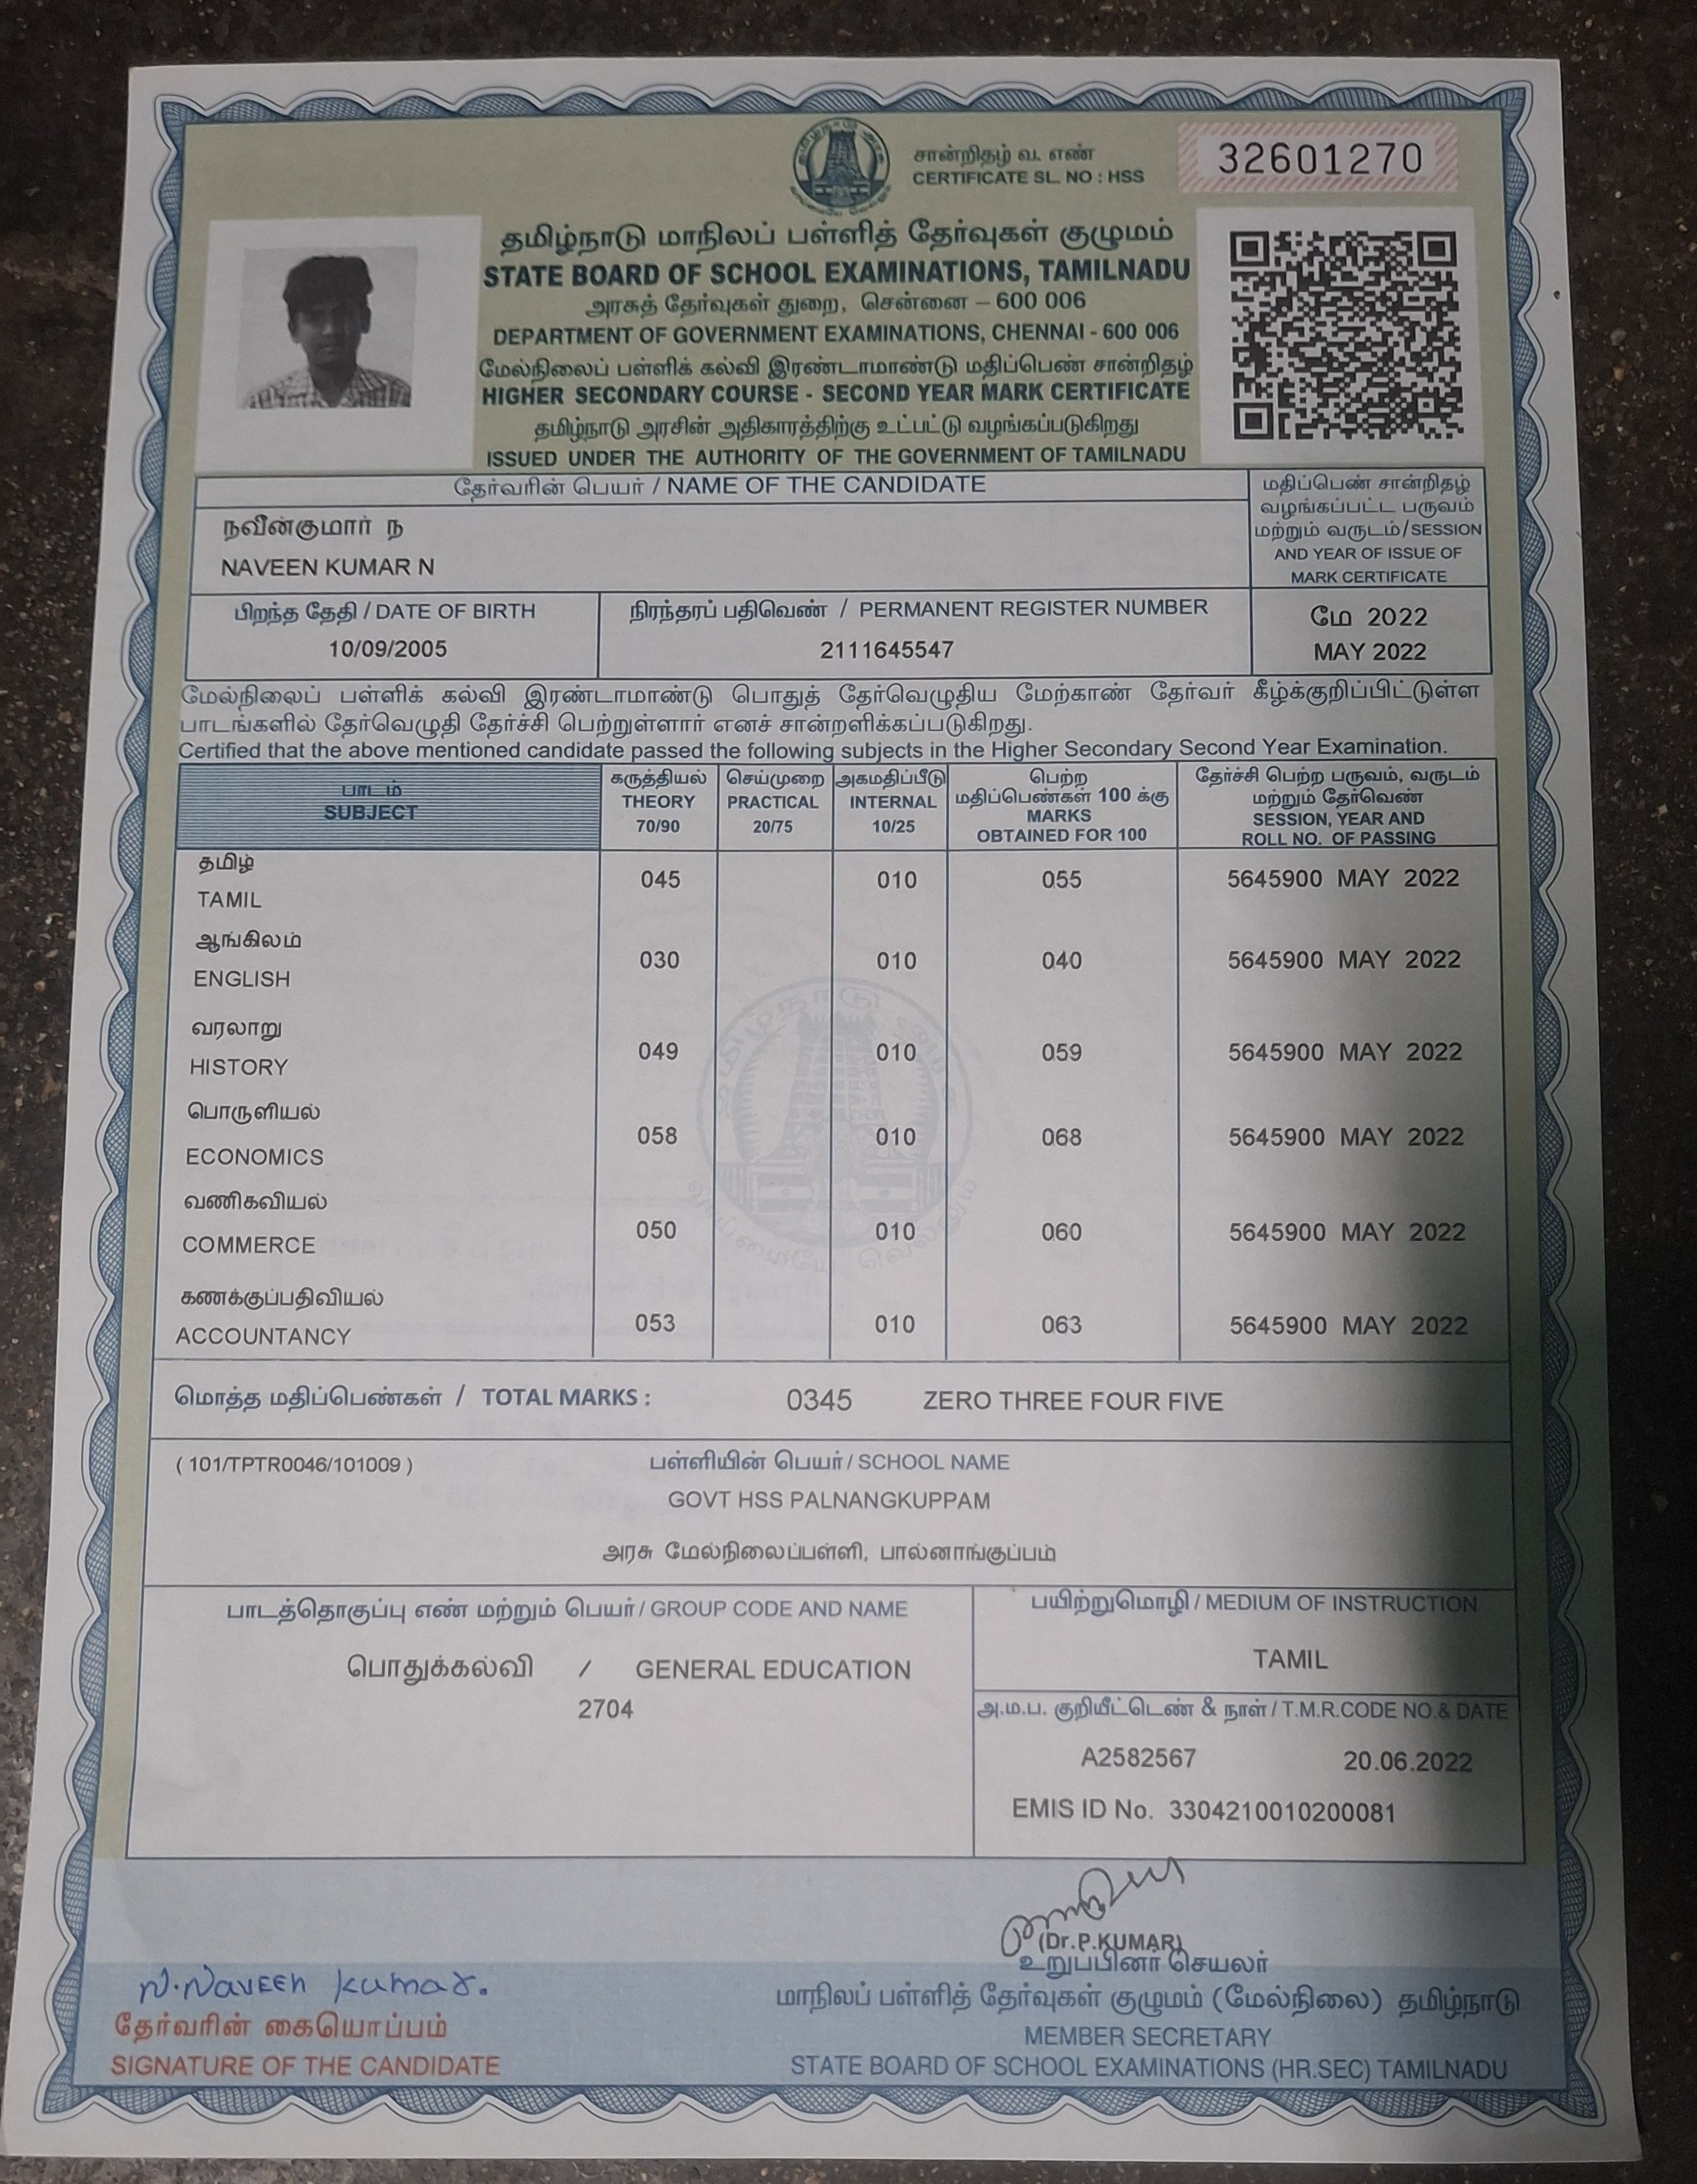 சான்றிதழ் வ. எண்
CERTIFICATE SL. NO : HSS
32601270
தமிழ்நாடு மாநிலப் பள்ளித் தேர்வுகள் குழுமம்
STATE BOARD OF SCHOOL EXAMINATIONS, TAMILNADU
அரசுத் தேர்வுகள் துறை, சென்னை – 600 006
DEPARTMENT OF GOVERNMENT EXAMINATIONS, CHENNAI - 600 006
மேல்நிலைப் பள்ளிக் கல்வி இரண்டாமாண்டு மதிப்பெண் சான்றிதழ்
HIGHER SECONDARY COURSE - SECOND YEAR MARK CERTIFICATE
தமிழ்நாடு அரசின் அதிகாரத்திற்கு உட்பட்டு வழங்கப்படுகிறது
ISSUED UNDER THE AUTHORITY OF THE GOVERNMENT OF TAMILNADU
தேர்வரின் பெயர் / NAME OF THE CANDIDATE
நவீன்குமார் ந
NAVEEN KUMAR N
மதிப்பெண் சான்றிதழ்
வழங்கப்பட்ட பருவம்
மற்றும் வருடம்/SESSION
AND YEAR OF ISSUE OF
MARK CERTIFICATE
பிறந்த தேதி / DATE OF BIRTH
10/09/2005
நிரந்தரப் பதிவெண் / PERMANENT REGISTER NUMBER
2111645547
மே 2022
MAY 2022
மேல்நிலைப் பள்ளிக் கல்வி இரண்டாமாண்டு பொதுத் தேர்வெழுதிய மேற்காண் தேர்வர் கீழ்க்குறிப்பிட்டுள்ள
பாடங்களில் தேர்வெழுதி தேர்ச்சி பெற்றுள்ளார் எனச் சான்றளிக்கப்படுகிறது.
Certified that the above mentioned candidate passed the following subjects in the Higher Secondary Second Year Examination.
பாடம்
SUBJECT
கருத்தியல்
THEORY
70/90
செய்முறை
PRACTICAL
20/75
அகமதிப்பீடு
INTERNAL
10/25
பெற்ற
மதிப்பெண்கள் 100 க்கு
MARKS
OBTAINED FOR 100
தேர்ச்சி பெற்ற பருவம், வருடம்
மற்றும் தேர்வெண்
SESSION, YEAR AND
ROLL NO. OF PASSING
தமிழ்
TAMIL
045 010 055 5645900 MAY 2022
ஆங்கிலம்
ENGLISH
030 010 040 5645900 MAY 2022
வரலாறு
HISTORY
049 010 059 5645900 MAY 2022
பொருளியல்
ECONOMICS
058 010 068 5645900 MAY 2022
வணிகவியல்
COMMERCE
050 010 060 5645900 MAY 2022
கணக்குப்பதிவியல்
ACCOUNTANCY
053 010 063 5645900 MAY 2022
மொத்த மதிப்பெண்கள் / TOTAL MARKS : 0345 ZERO THREE FOUR FIVE
( 101/TPTR0046/101009 ) பள்ளியின் பெயர் / SCHOOL NAME
GOVT HSS PALNANGKUPPAM
அரசு மேல்நிலைப்பள்ளி, பால்னாங்குப்பம்
பாடத்தொகுப்பு எண் மற்றும் பெயர் / GROUP CODE AND NAME
பொதுக்கல்வி / GENERAL EDUCATION
2704
பயிற்றுமொழி / MEDIUM OF INSTRUCTION
TAMIL
அ.ம.ப. குறியீட்டெண் & நாள் / T.M.R.CODE NO.& DATE
A2582567 20.06.2022
EMIS ID No. 3304210010200081
(Dr.P.KUMAR)
உறுப்பினர் செயலர்
மாநிலப் பள்ளித் தேர்வுகள் குழுமம் (மேல்நிலை) தமிழ்நாடு
MEMBER SECRETARY
STATE BOARD OF SCHOOL EXAMINATIONS (HR.SEC) TAMILNADU
N. Naveen kumar.
தேர்வரின் கையொப்பம்
SIGNATURE OF THE CANDIDATE